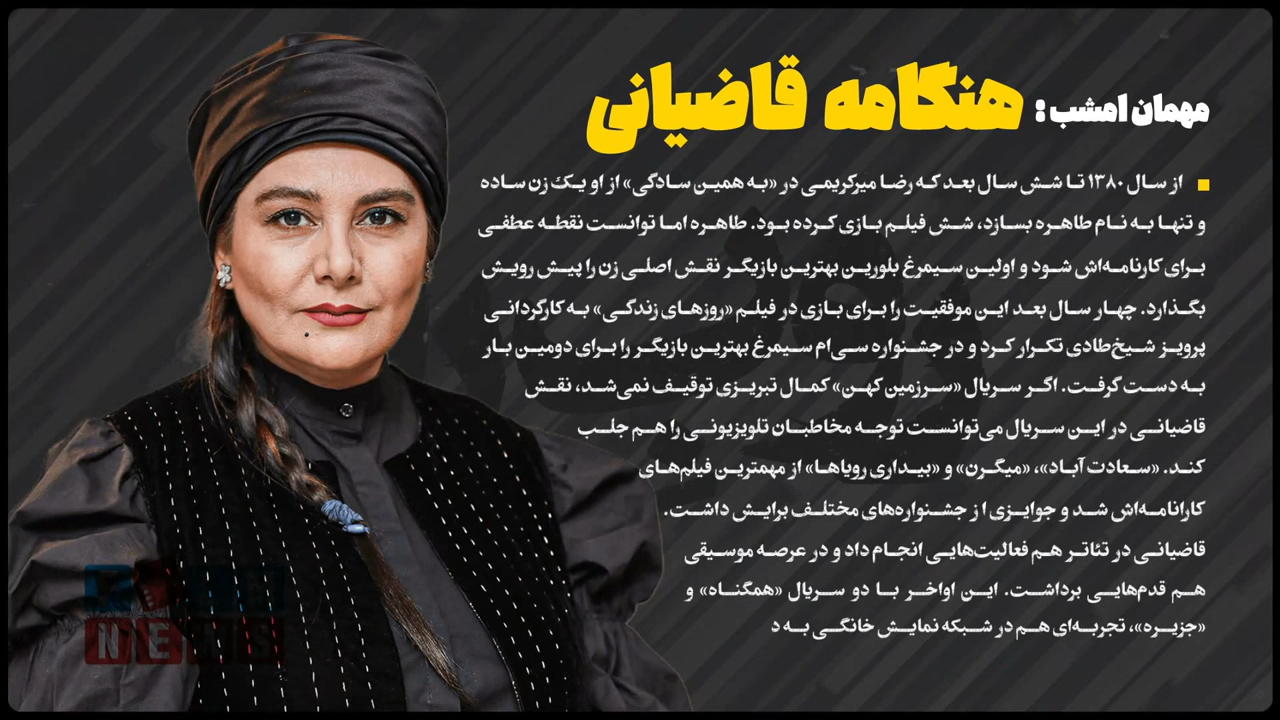 مهمان امشب : هنگامه قاضیانی
از سال ۱۳۸۰ تا شش سال بعد که رضا میرکریمی در «به همین سادگی» از او یک زن ساده
و تنها به نام طاهره بسازد، شش فیلم بازی کرده بود. طاهره اما توانست نقطه عطفی
برای کارنامه‌اش شود و اولین سیمرغ بلورین بهترین بازیگر نقش اصلی زن را پیش رویش
بگذارد. چهار سال بعد این موفقیت را برای بازی در فیلم «روزهای زندگی» به کارگردانی
پرویز شیخ‌طادی تکرار کرد و در جشنواره سی‌ام سیمرغ بهترین بازیگر را برای دومین بار
به دست گرفت. اگر سریال «سرزمین کهن» کمال تبریزی توقیف نمی‌شد، نقش
قاضیانی در این سریال می‌توانست توجه مخاطبان تلویزیونی را هم جلب
کند. «سعادت آباد»، «میگرن» و «بیداری رویاها» از مهمترین فیلم‌های
کارانامه‌اش شد و جوایزی از جشنواره‌های مختلف برایش داشت.
قاضیانی در تئاتر هم فعالیت‌هایی انجام داد و در عرصه موسیقی
هم قدم‌هایی برداشت. این اواخر با دو سریال «همگناه» و
«جزیره»، تجربه‌ای هم در شبکه نمایش خانگی به د
NEWS